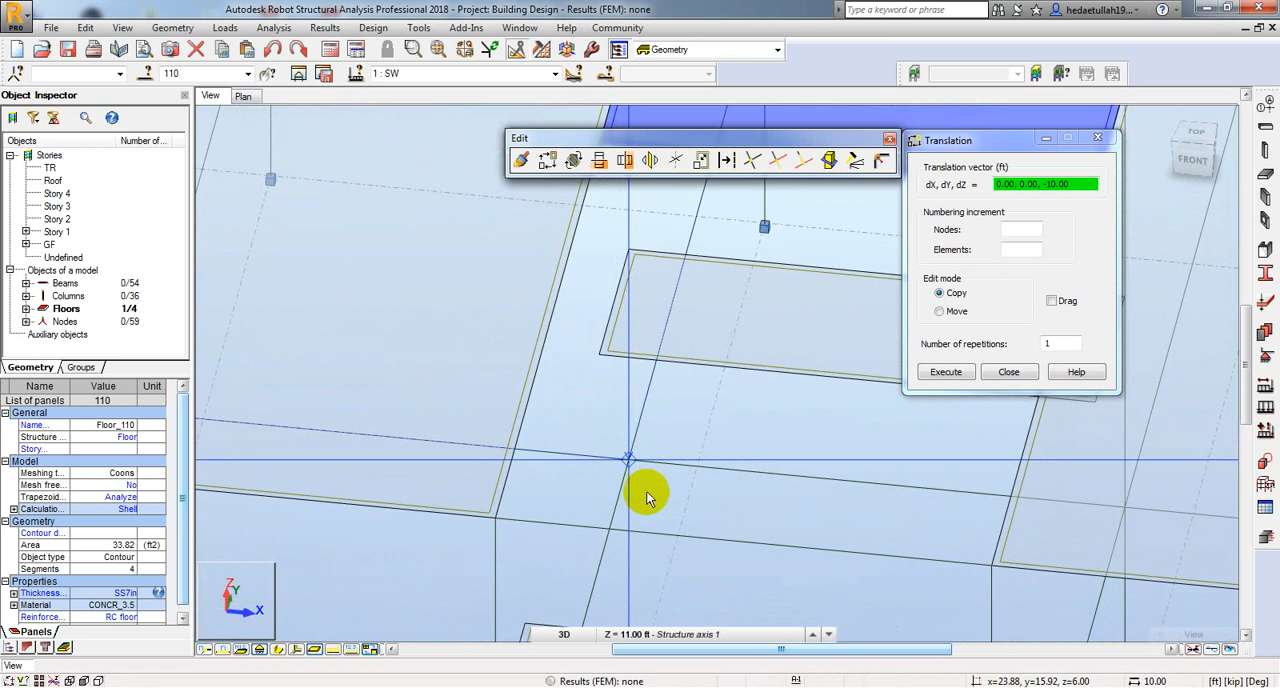 Autodesk Robot Structural Analysis Professional 2018 - Project: Building Design - Results (FEM): none
Type a keyword or phrase
hedaetullah19...
PRO
File Edit View Geometry Loads Analysis Results Design Tools Add-Ins Window Help Community
Geometry
110
1 : SW
Object Inspector
View
Plan
Objects
Number of...
Stories
TR
Roof
Story 4
Story 3
Story 2
Story 1
GF
Undefined
Objects of a model
Beams 0/54
Columns 0/36
Floors 1/4
Nodes 0/59
Auxiliary objects
Geometry
Groups
Name Value Unit
List of panels 110
General
Name... Floor_110
Structure ... Floor
Story...
Model
Meshing t... Coons
Mesh free... No
Trapezoid... Analyze
Calculatio... Shell
Geometry
Contour d...
Area 33.82 (ft2)
Object type Contour
Segments 4
Properties
Thickness... SS7in
Material CONCR_3.5
Reinforce... RC floor
Panels
View
Edit
Translation
Translation vector (ft)
dX, dY, dZ = 0.00, 0.00, -10.00
Numbering increment
Nodes:
Elements:
Edit mode
Copy
Drag
Move
Number of repetitions: 1
Execute
Close
Help
TOP
FRONT
Z
Y
X
3D
Z = 11.00 ft - Structure axis 1
View
Results (FEM): none
x=23.88, y=15.92, z=6.00
10.00
[ft] [kip] [Deg]